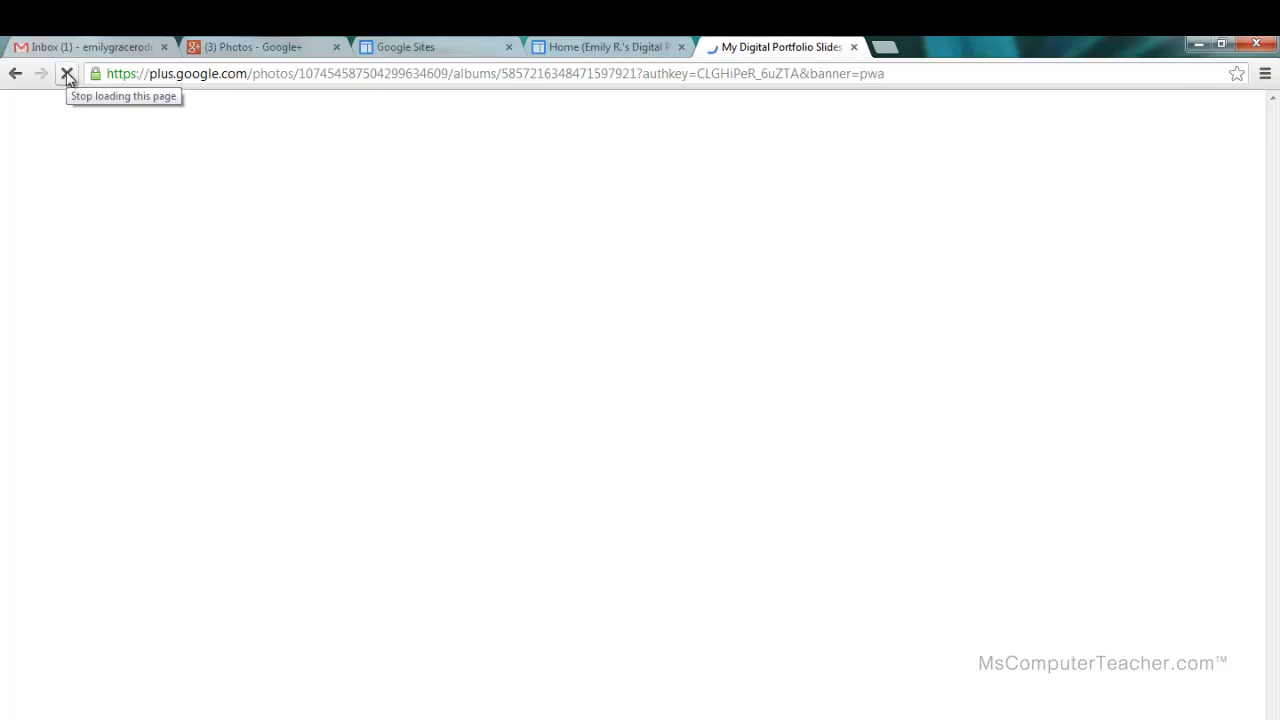 Inbox (1) - emilygracerod
(3) Photos - Google+
Google Sites
Home (Emily R.'s Digital P
My Digital Portfolio Slides
https://plus.google.com/photos/107454587504299634609/albums/5857216348471597921?authkey=CLGHiPeR_6uZTA&banner=pwa
Stop loading this page
MsComputerTeacher.com™